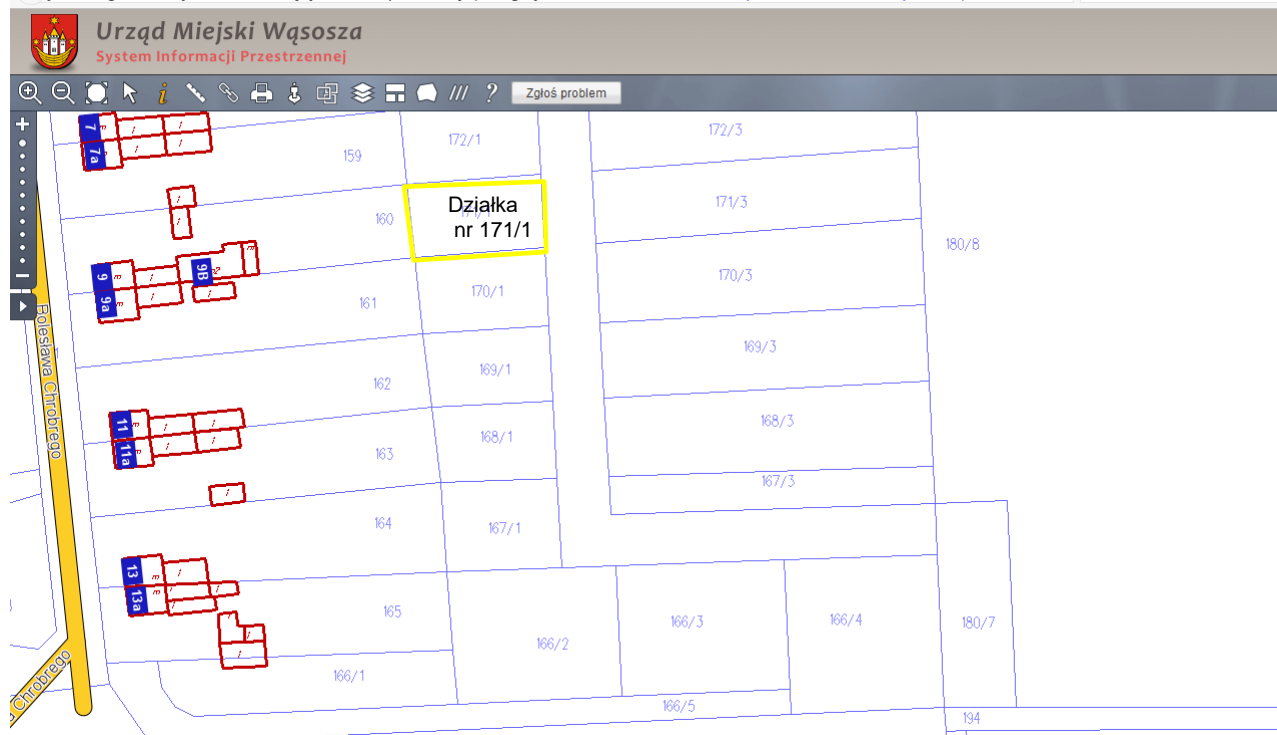 Urząd Miejski Wąsosza
System Informacji Przestrzennej
Zgłoś problem
7
7a
172/1
172/3
159
160
Działka
nr 171/1
171/3
180/8
9
9a
9B
m2
161
170/1
170/3
Bolesława Chrobrego
162
169/1
169/3
11
11a
163
168/1
168/3
167/3
164
167/1
13
13a
165
166/2
166/3
166/4
180/7
166/1
166/5
194
a Chrobrego